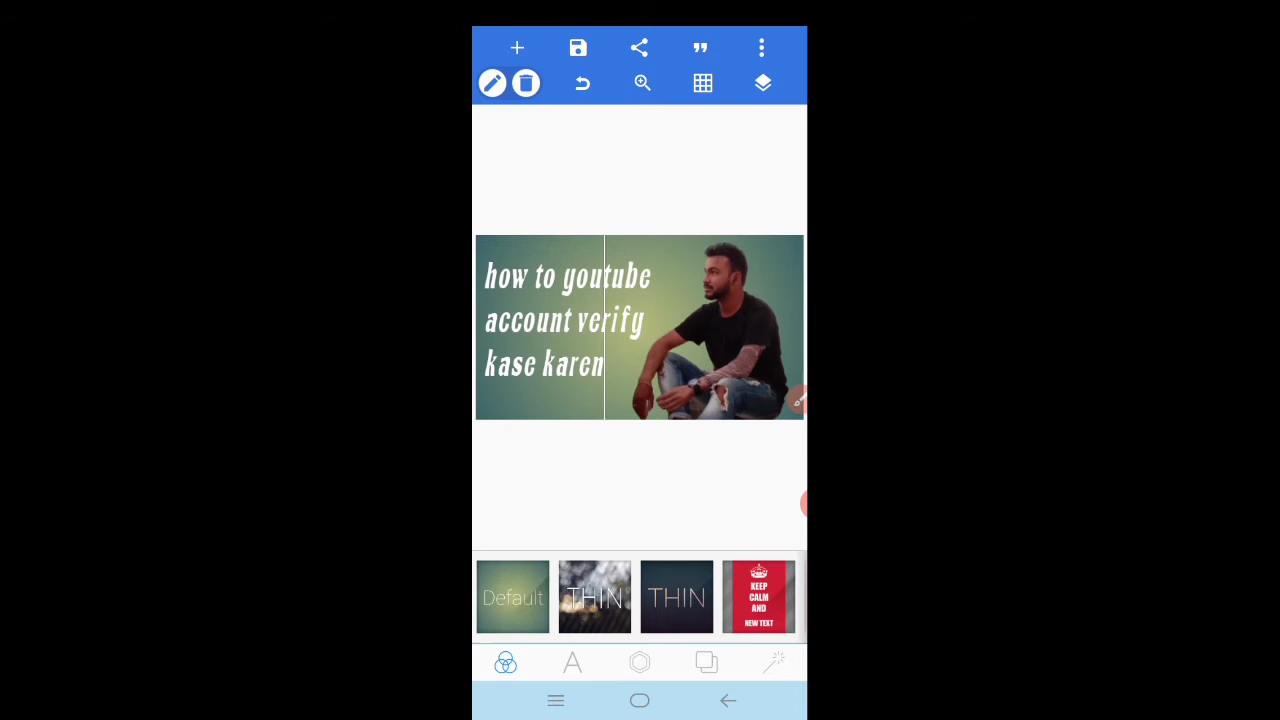 how to youtube
account verify
kase karen
Default
THIN
THIN
KEEP
CALM
AND
NEW TEXT